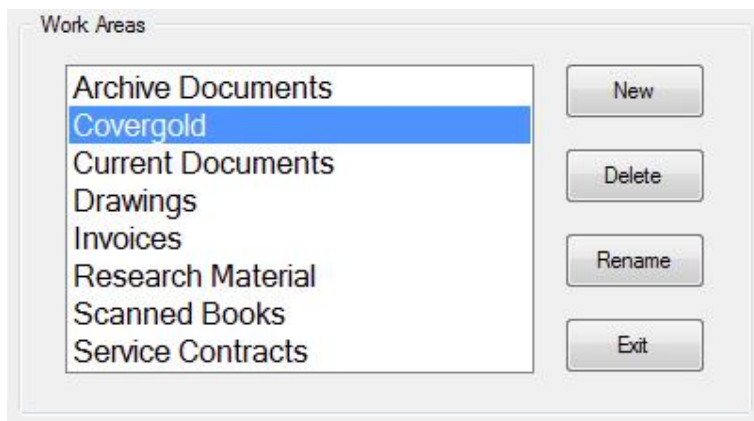 Work Areas
Archive Documents
Covergold
Current Documents
Drawings
Invoices
Research Material
Scanned Books
Service Contracts
New
Delete
Rename
Exit